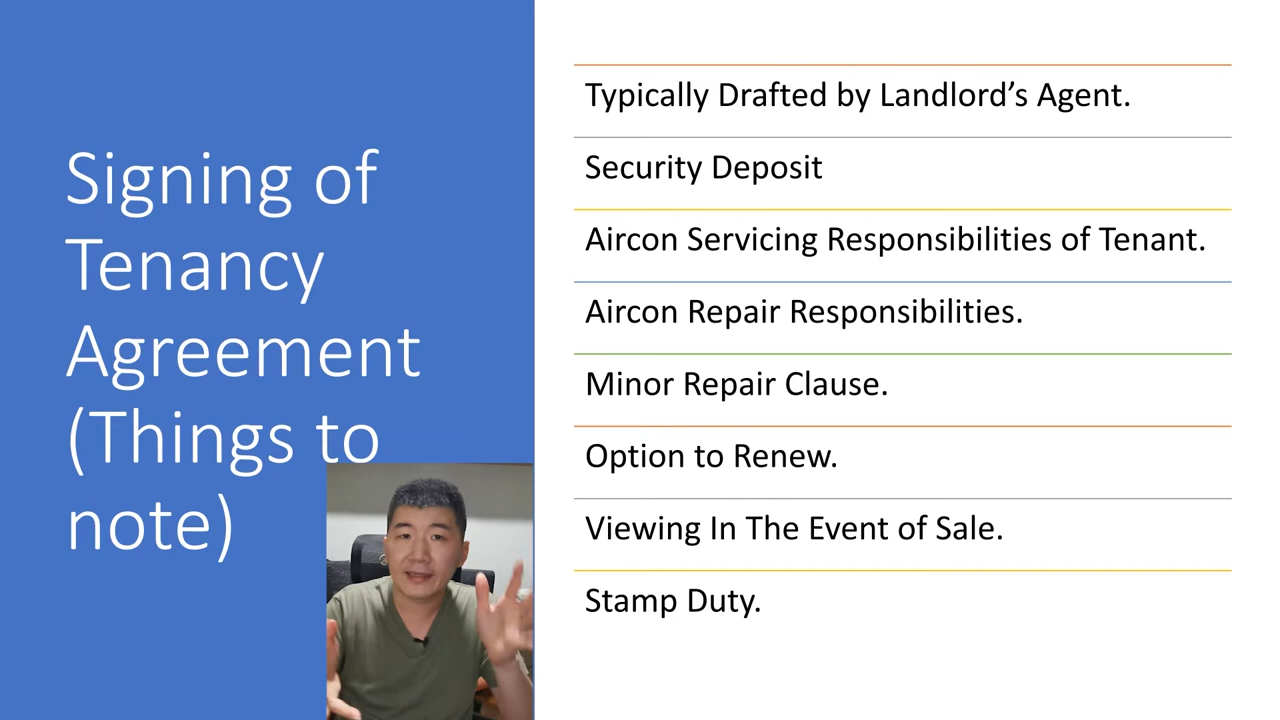 Signing of
Tenancy
Agreement
(Things to
note)
Typically Drafted by Landlord’s Agent.
Security Deposit
Aircon Servicing Responsibilities of Tenant.
Aircon Repair Responsibilities.
Minor Repair Clause.
Option to Renew.
Viewing In The Event of Sale.
Stamp Duty.